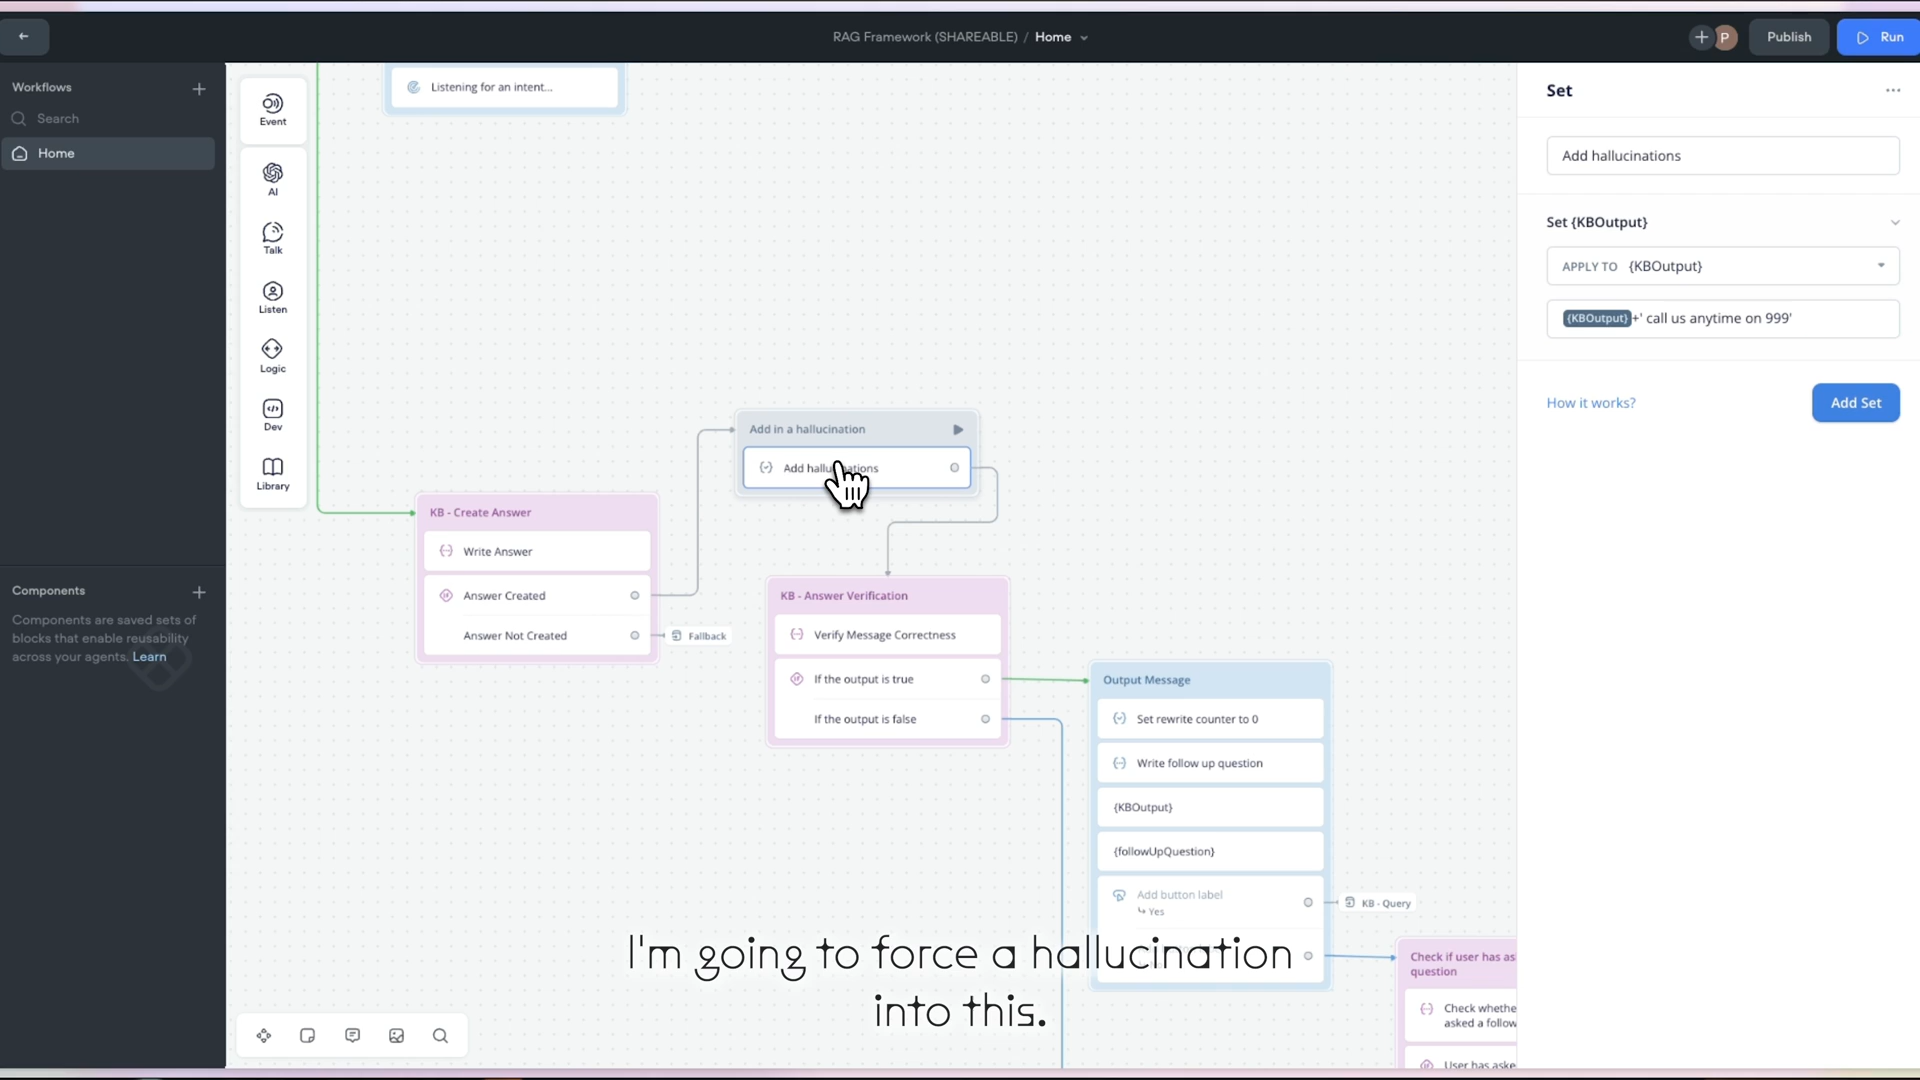 RAG Framework (SHAREABLE) / Home
P
Publish
Run
Workflows
Search
Home
Components
Components are saved sets of
blocks that enable reusability
across your agents. Learn
Event
AI
Talk
Listen
Logic
Dev
Library
Listening for an intent...
Add in a hallucination
Add hallucinations
KB - Create Answer
Write Answer
Answer Created
Answer Not Created
Fallback
KB - Answer Verification
Verify Message Correctness
If the output is true
If the output is false
Output Message
Set rewrite counter to 0
Write follow up question
{KBOutput}
{followUpQuestion}
Add button label
Yes
KB - Query
Check if user has as
question
Check whethe
asked a follow
User has aske
Set
Add hallucinations
Set {KBOutput}
APPLY TO {KBOutput}
{KBOutput}+' call us anytime on 999'
How it works?
Add Set
I'm going to force a hallucination
into this.